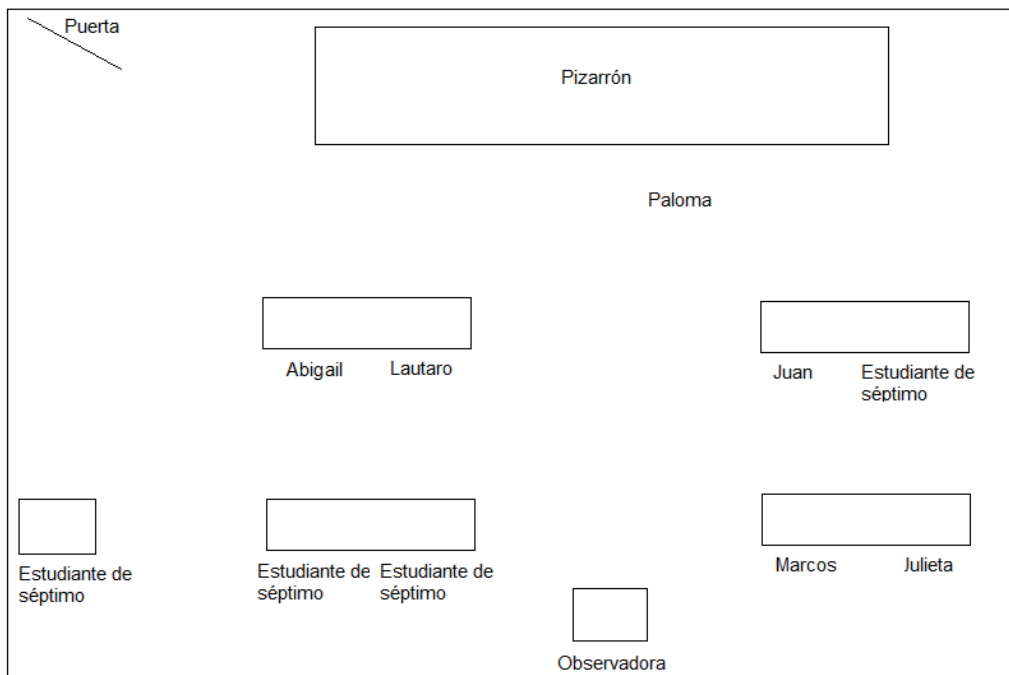 Puerta
Pizarrón
Paloma
Abigail
Lautaro
Juan
Estudiante de
séptimo
Estudiante de
séptimo
Estudiante de
séptimo
Estudiante de
séptimo
Marcos
Julieta
Observadora